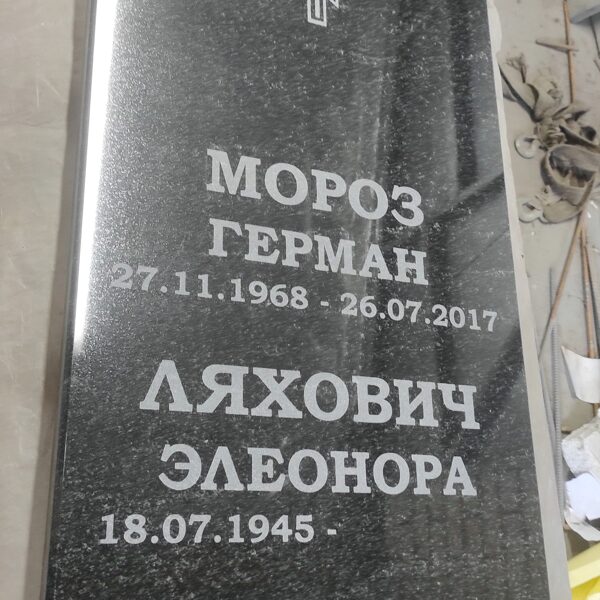 МОРОЗ
ГЕРМАН
27.11.1968 - 26.07.2017
ЛЯХОВИЧ
ЭЛЕОНОРА
18.07.1945 -